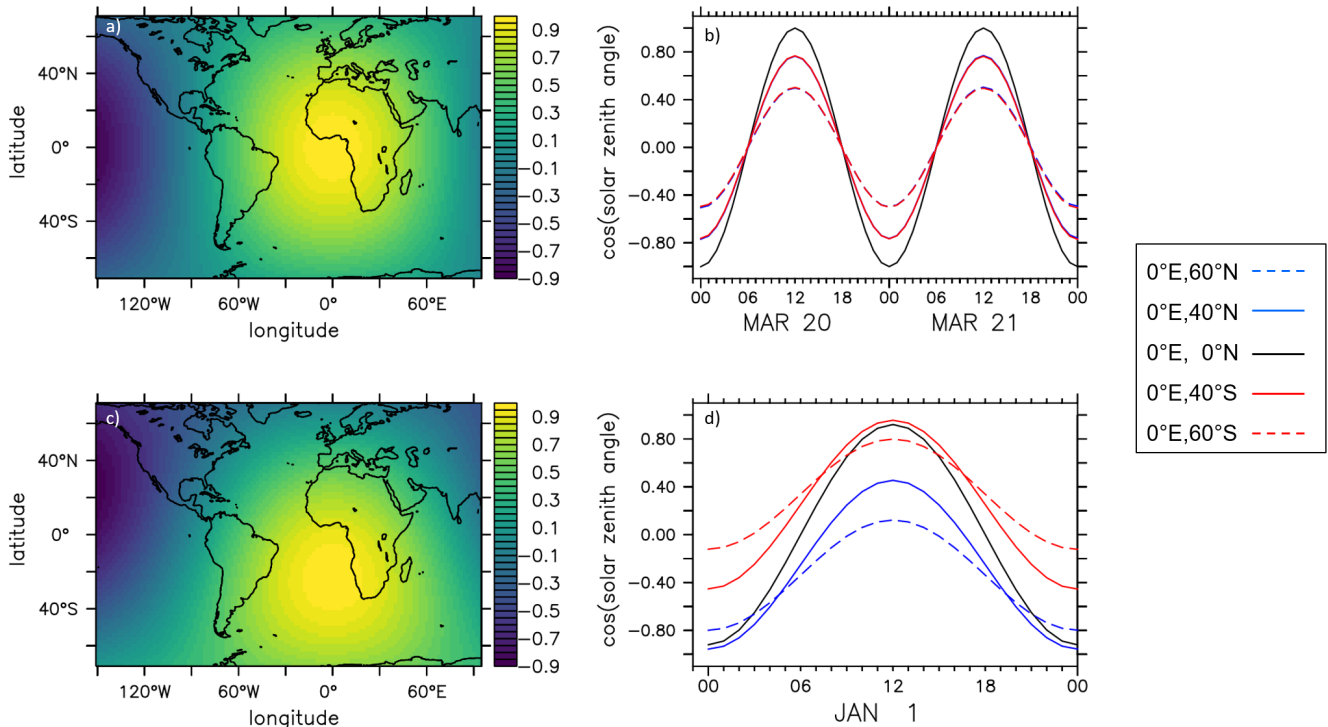 a)
40°N
0°
40°S
latitude
120°W
60°W
0°
60°E
longitude
0.9
0.7
0.5
0.3
0.1
−0.1
−0.3
−0.5
−0.7
−0.9
b)
cos(solar zenith angle)
0.80
0.40
0.00
−0.40
−0.80
00 06 12 18 00 06 12 18 00
MAR 20 MAR 21
0°E,60°N
0°E,40°N
0°E, 0°N
0°E,40°S
0°E,60°S
c)
40°N
0°
40°S
latitude
120°W
60°W
0°
60°E
longitude
0.9
0.7
0.5
0.3
0.1
−0.1
−0.3
−0.5
−0.7
−0.9
d)
cos(solar zenith angle)
0.80
0.40
0.00
−0.40
−0.80
00 06 12 18 00
JAN 1